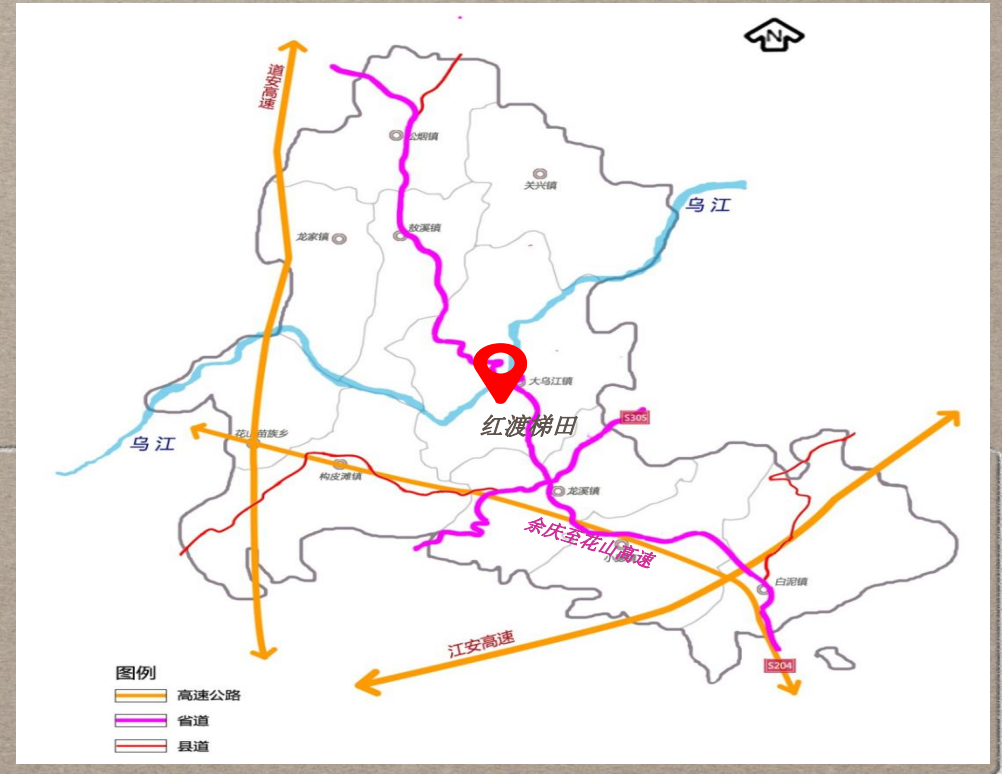 N
道安高速
松烟镇
关兴镇
乌江
龙家镇
敖溪镇
大乌江镇
红渡梯田
S305
花山苗族乡
乌江
构皮滩镇
龙溪镇
余庆至花山高速
白泥镇
江安高速
S204
图例
高速公路
省道
县道